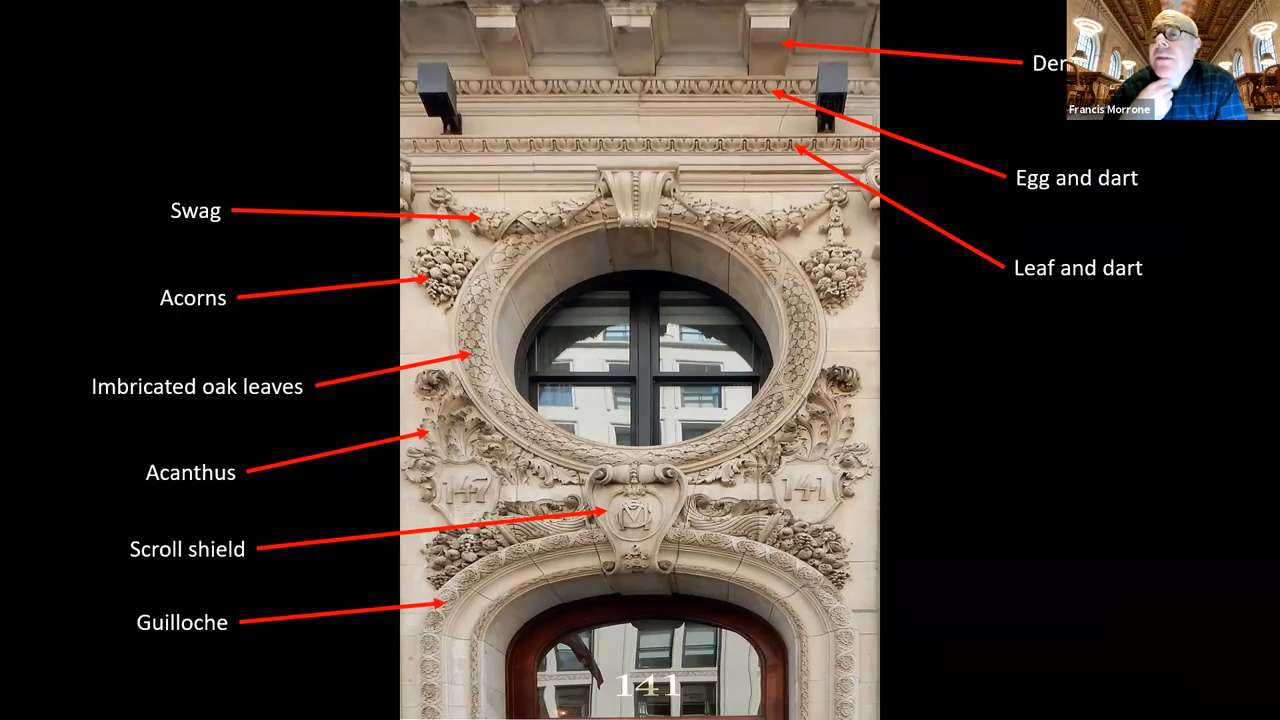 Der
Francis Morrone
Egg and dart
Swag
Leaf and dart
Acorns
Imbricated oak leaves
Acanthus
147
141
Scroll shield
Guilloche
141